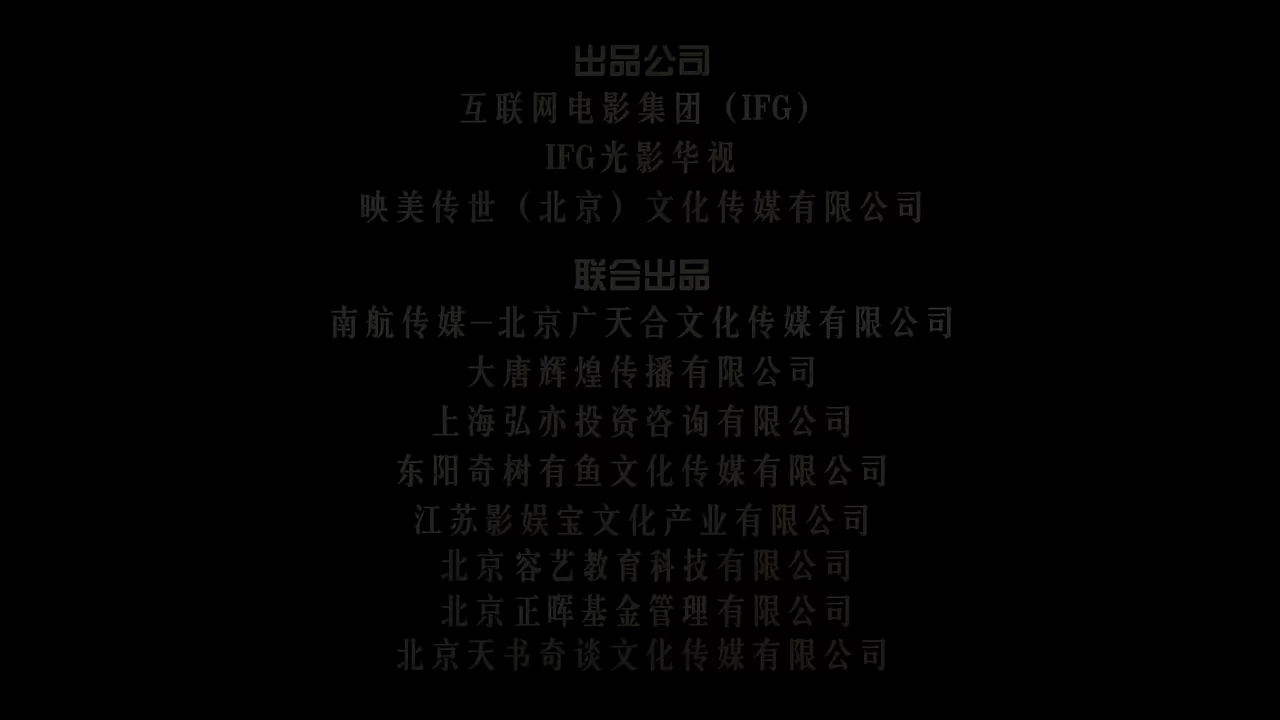 出品公司
互联网电影集团（IFG）
IFG光影华视
映美传世（北京）文化传媒有限公司
联合出品
南航传媒—北京广天合文化传媒有限公司
大唐辉煌传播有限公司
上海弘亦投资咨询有限公司
东阳奇树有鱼文化传媒有限公司
江苏影娱宝文化产业有限公司
北京容艺教育科技有限公司
北京正晖基金管理有限公司
北京天书奇谈文化传媒有限公司